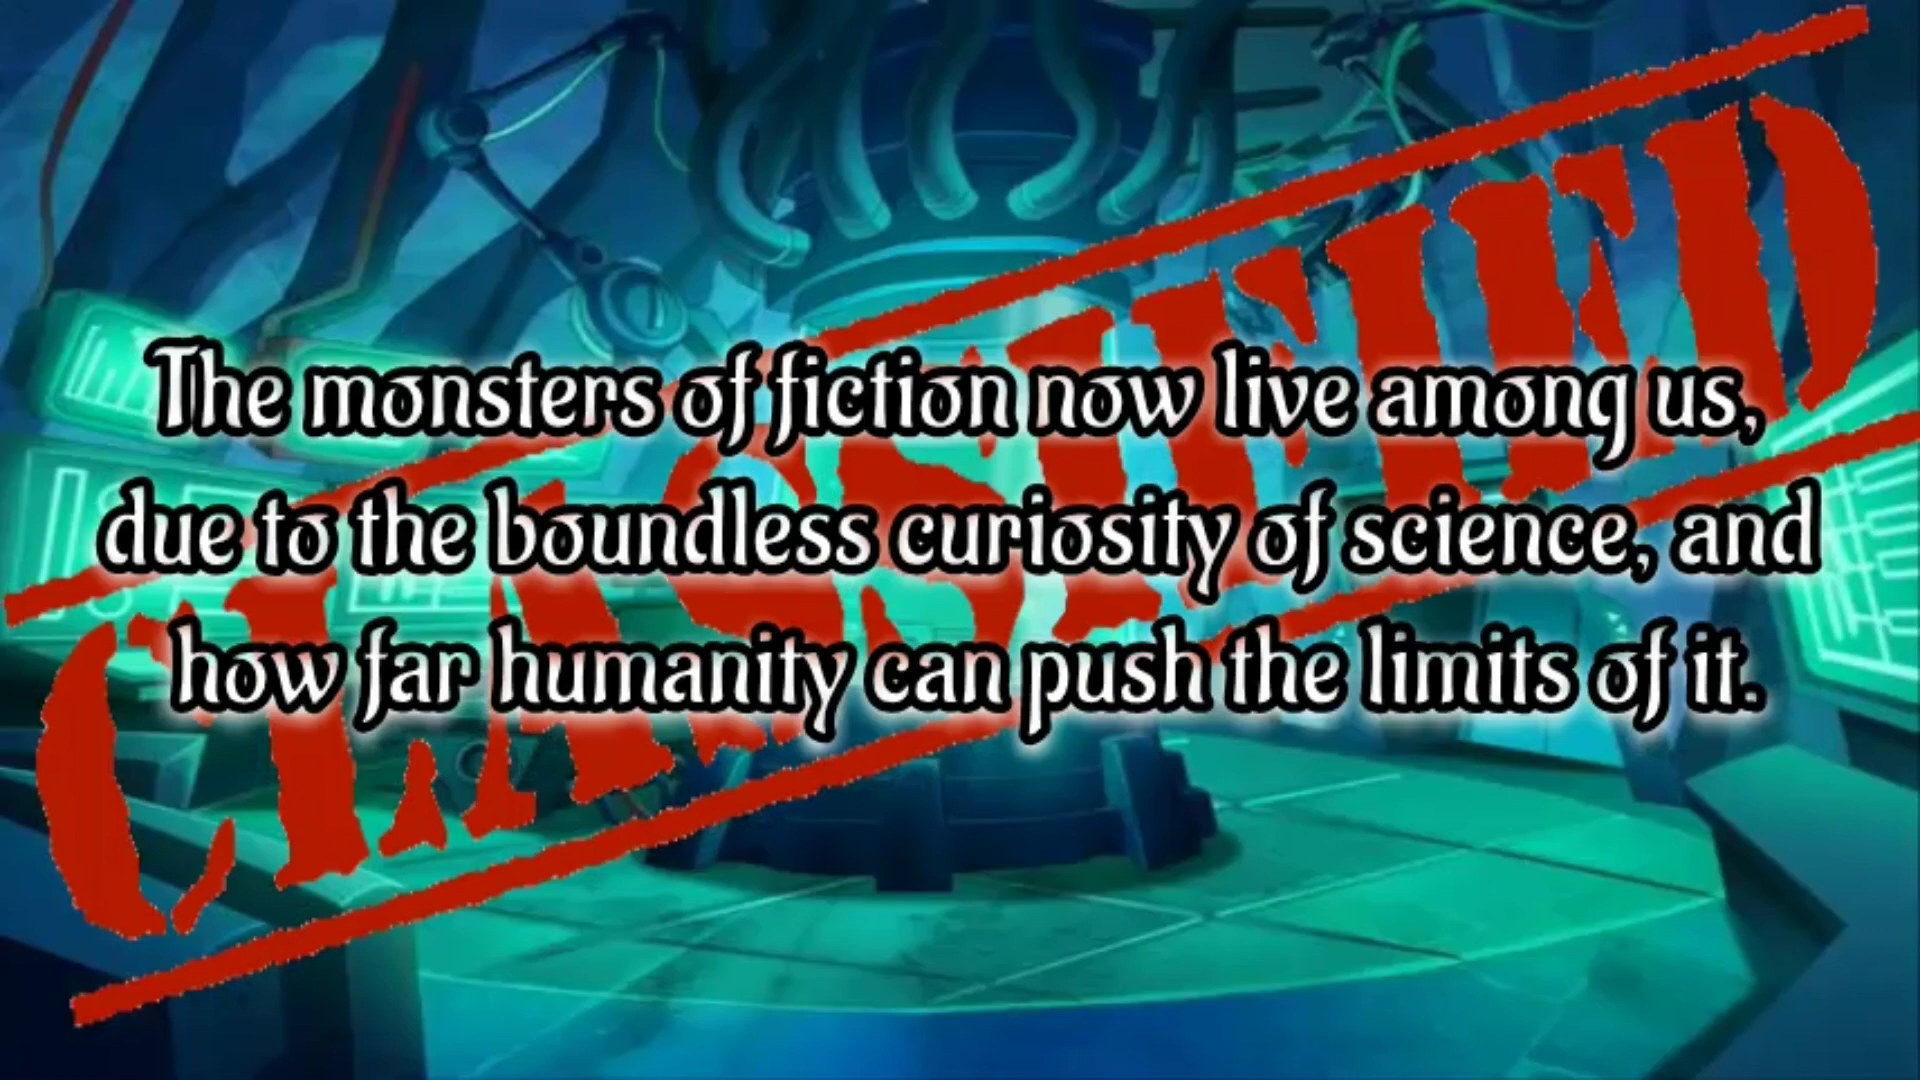 The monsters of fiction now live among us,
due to the boundless curiosity of science, and
how far humanity can push the limits of it.
CLASSIFIED